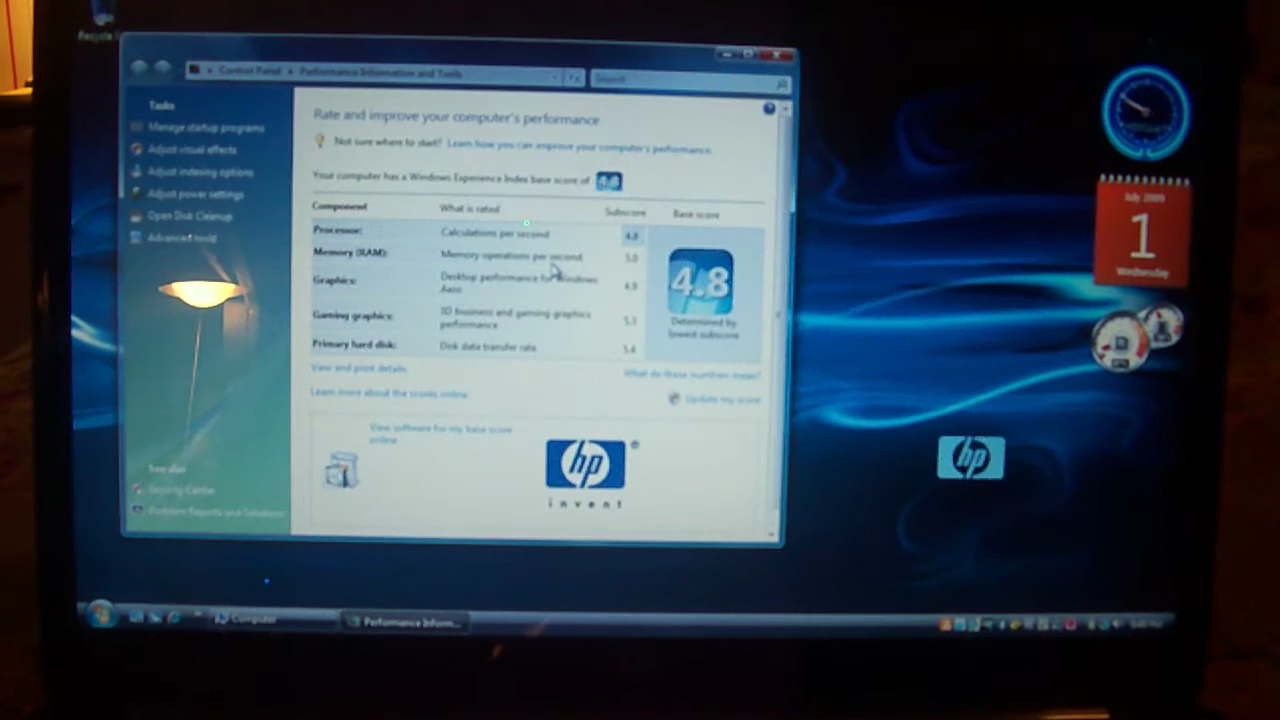 Recycle
Control Panel ▸ Performance Information and Tools
Search
Tasks
Manage startup programs
Adjust visual effects
Adjust indexing options
Adjust power settings
Open Disk Cleanup
Advanced tools
See also
Security Center
Problem Reports and Solutions
Rate and improve your computer's performance
Not sure where to start? Learn how you can improve your computer's performance.
Your computer has a Windows Experience Index base score of 4.8
Component What is rated Subscore Base score
Processor: Calculations per second 4.8
Memory (RAM): Memory operations per second 5.0
Graphics: Desktop performance for Windows
Aero 4.9
Gaming graphics: 3D business and gaming graphics
performance 5.3
Primary hard disk: Disk data transfer rate 5.4
4.8
Determined by
lowest subscore
View and print details
What do these numbers mean?
Learn more about the scores online
Update my score
View software for my base score
online
hp
invent
July 2009
1
Wednesday
hp
Computer
Performance Inform...